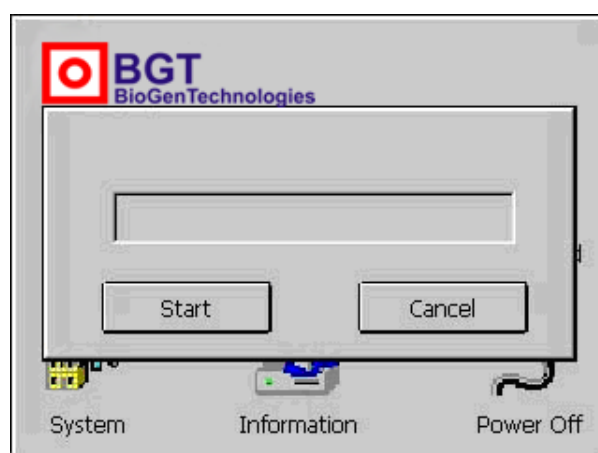 BGT
BioGenTechnologies
Start Cancel
System Information Power Off